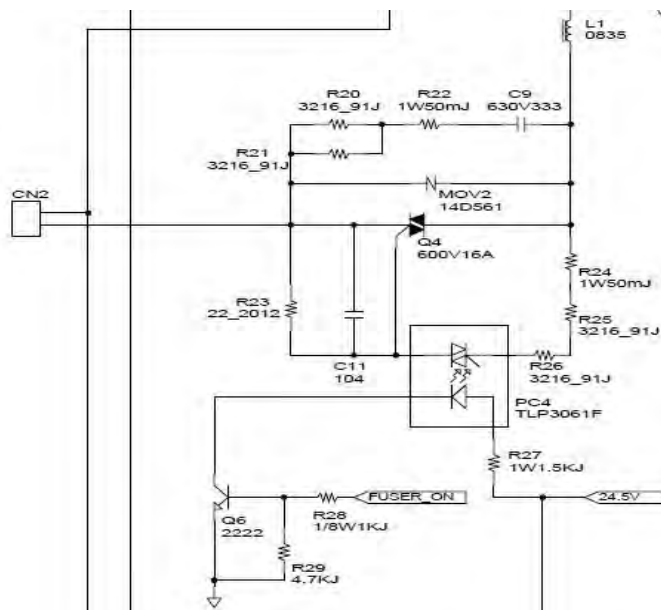 L1
0835
R20
3216_91J
R22
1W50mJ
C9
630V333
R21
3216_91J
MOV2
14D561
CN2
Q4
600V16A
R24
1W50mJ
R23
22_2012
R25
3216_91J
C11
104
R26
3216_91J
PC4
TLP3061F
R27
1W1.5KJ
FUSER_ON
24.5V
R28
1/8W1KJ
Q6
2222
R29
4.7KJ